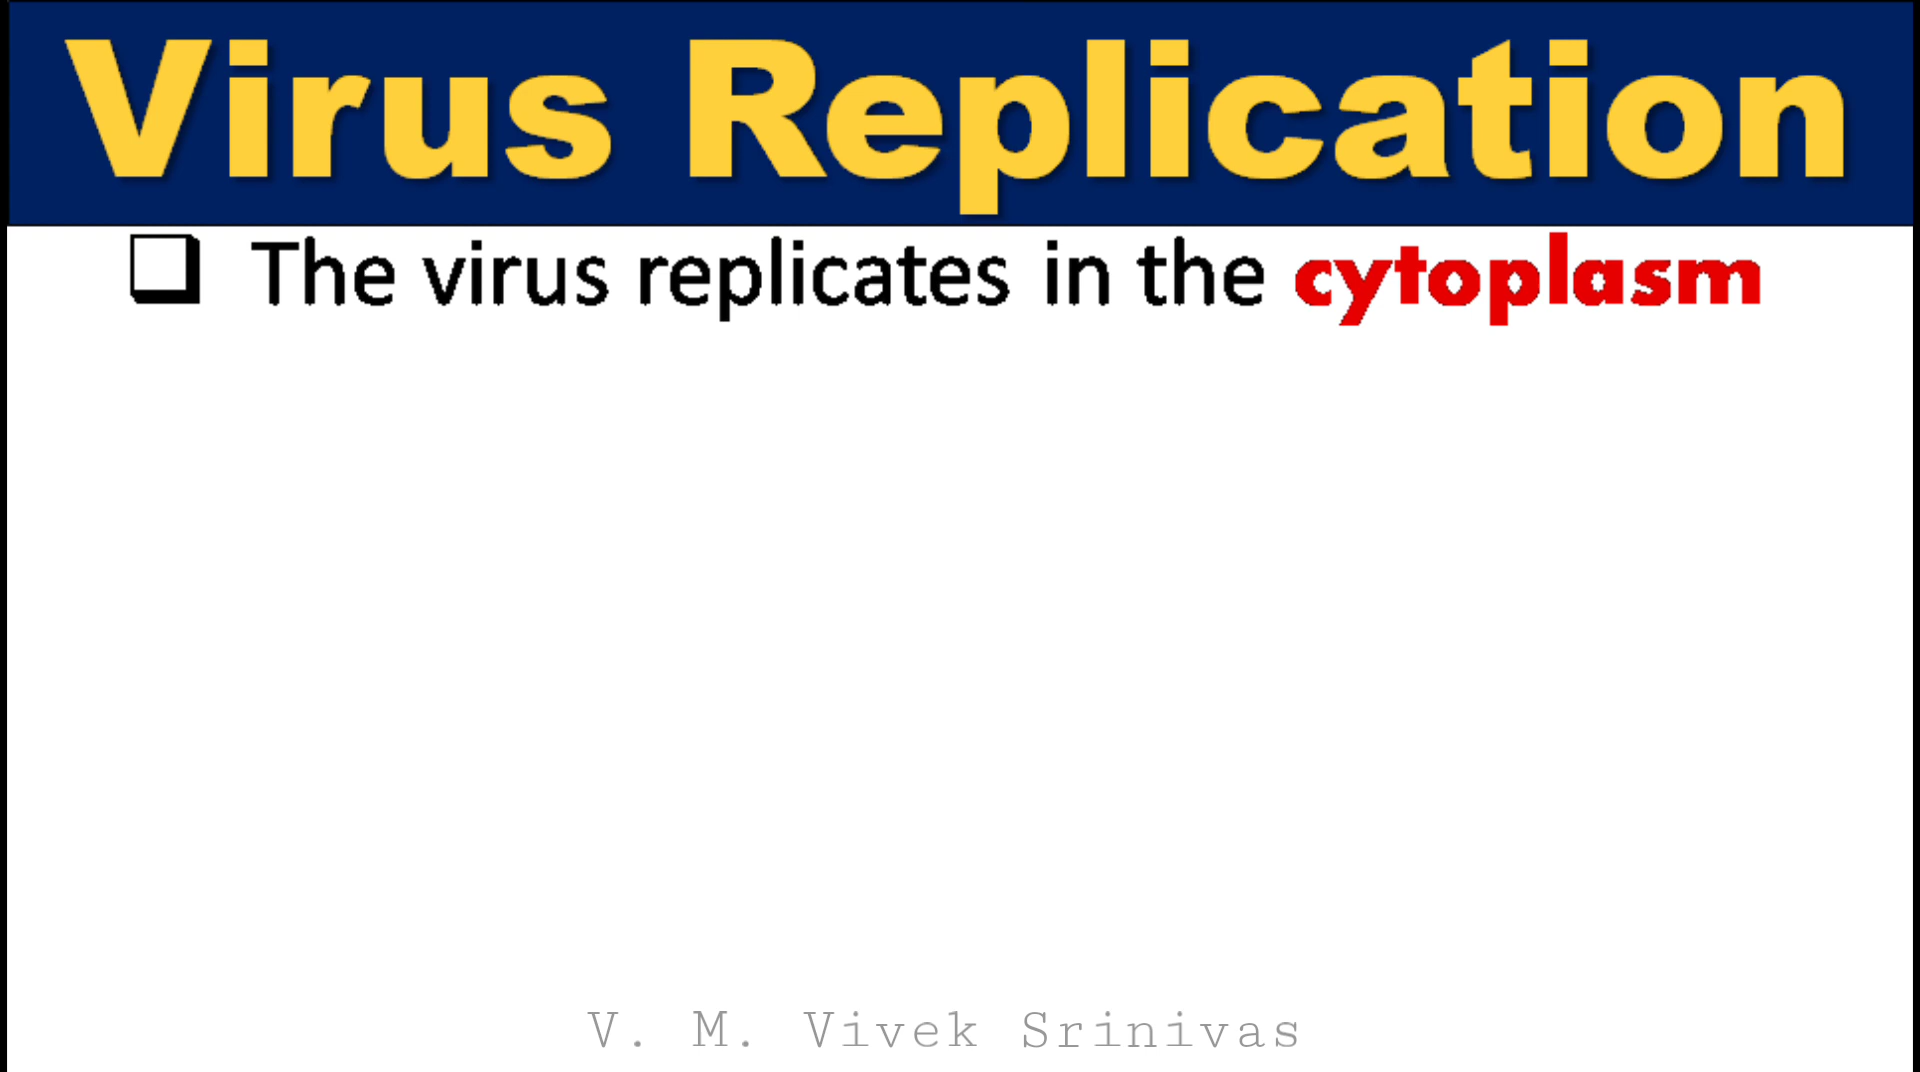 Virus Replication
❑ The virus replicates in the cytoplasm
V. M. Vivek Srinivas